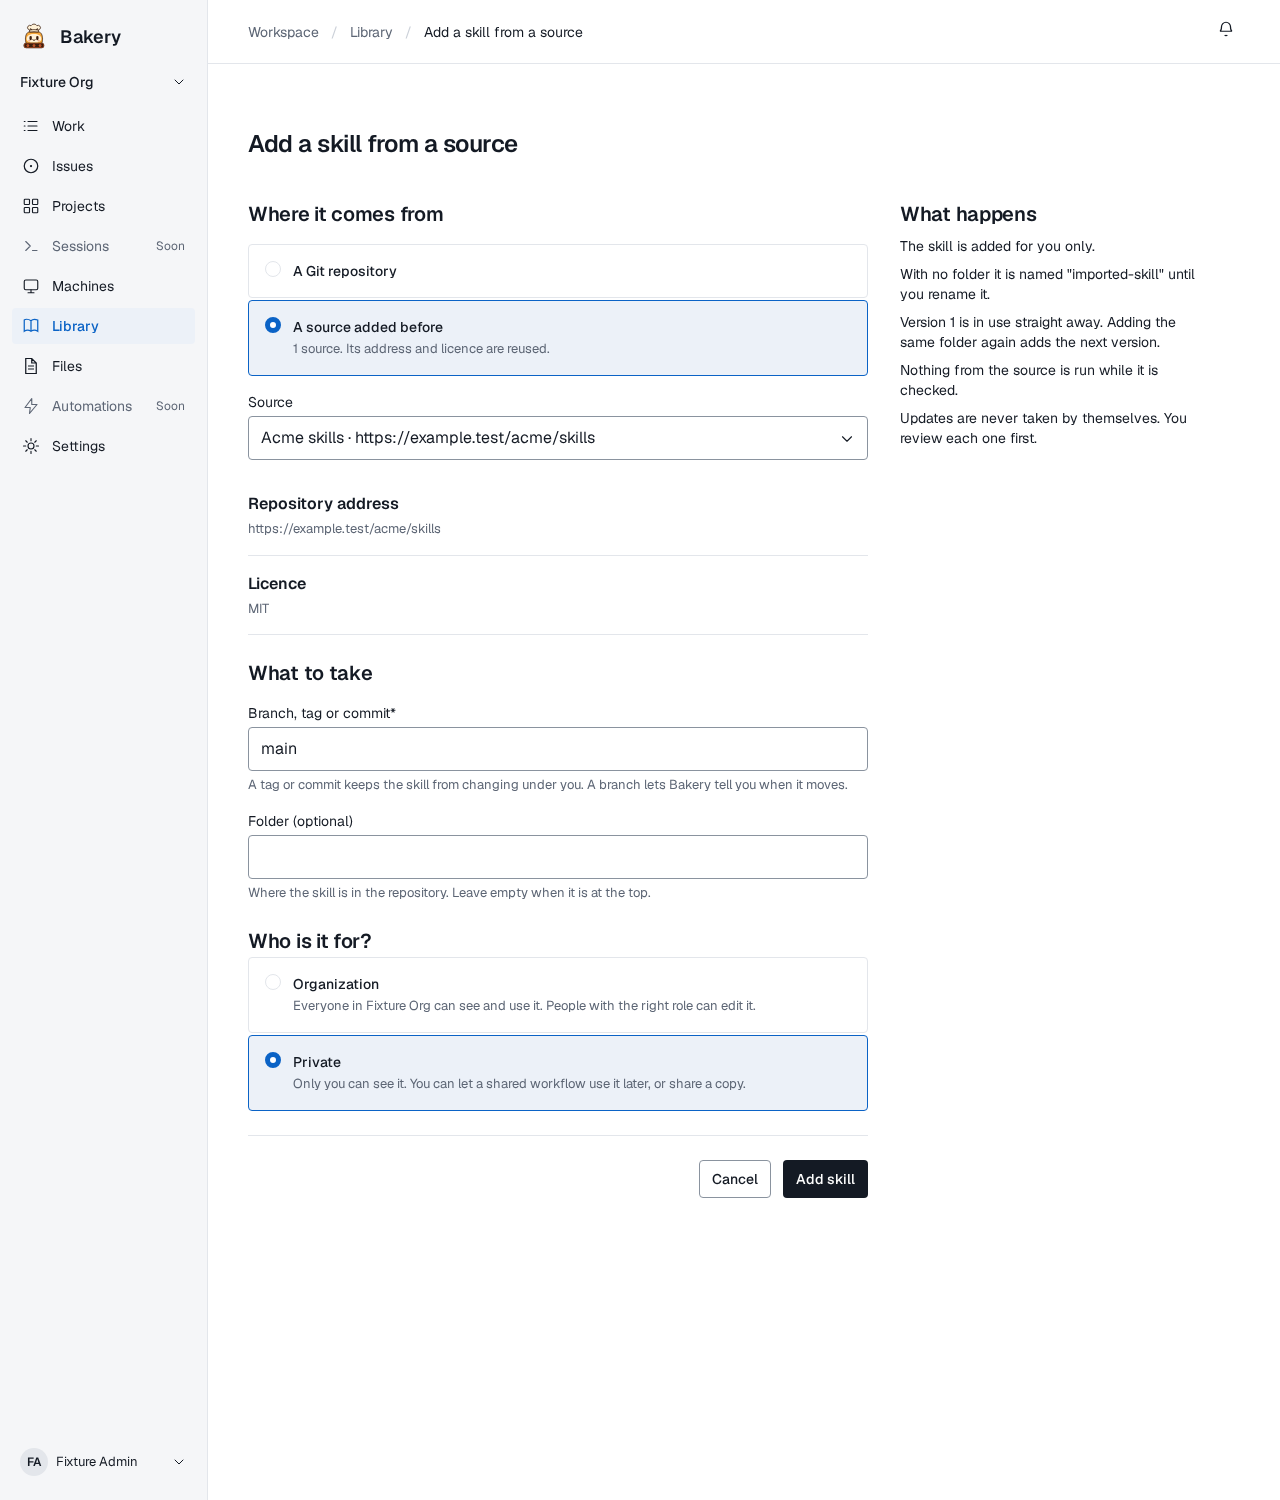 Bakery
Fixture Org
Work
Issues
Projects
Sessions Soon
Machines
Library
Files
Automations Soon
Settings
FA Fixture Admin
Workspace / Library / Add a skill from a source
Add a skill from a source
Where it comes from
A Git repository
A source added before
1 source. Its address and licence are reused.
Source
Acme skills · https://example.test/acme/skills
Repository address
https://example.test/acme/skills
Licence
MIT
What to take
Branch, tag or commit*
main
A tag or commit keeps the skill from changing under you. A branch lets Bakery tell you when it moves.
Folder (optional)
Where the skill is in the repository. Leave empty when it is at the top.
Who is it for?
Organization
Everyone in Fixture Org can see and use it. People with the right role can edit it.
Private
Only you can see it. You can let a shared workflow use it later, or share a copy.
Cancel Add skill
What happens
The skill is added for you only.
With no folder it is named "imported-skill" until
you rename it.
Version 1 is in use straight away. Adding the
same folder again adds the next version.
Nothing from the source is run while it is
checked.
Updates are never taken by themselves. You
review each one first.